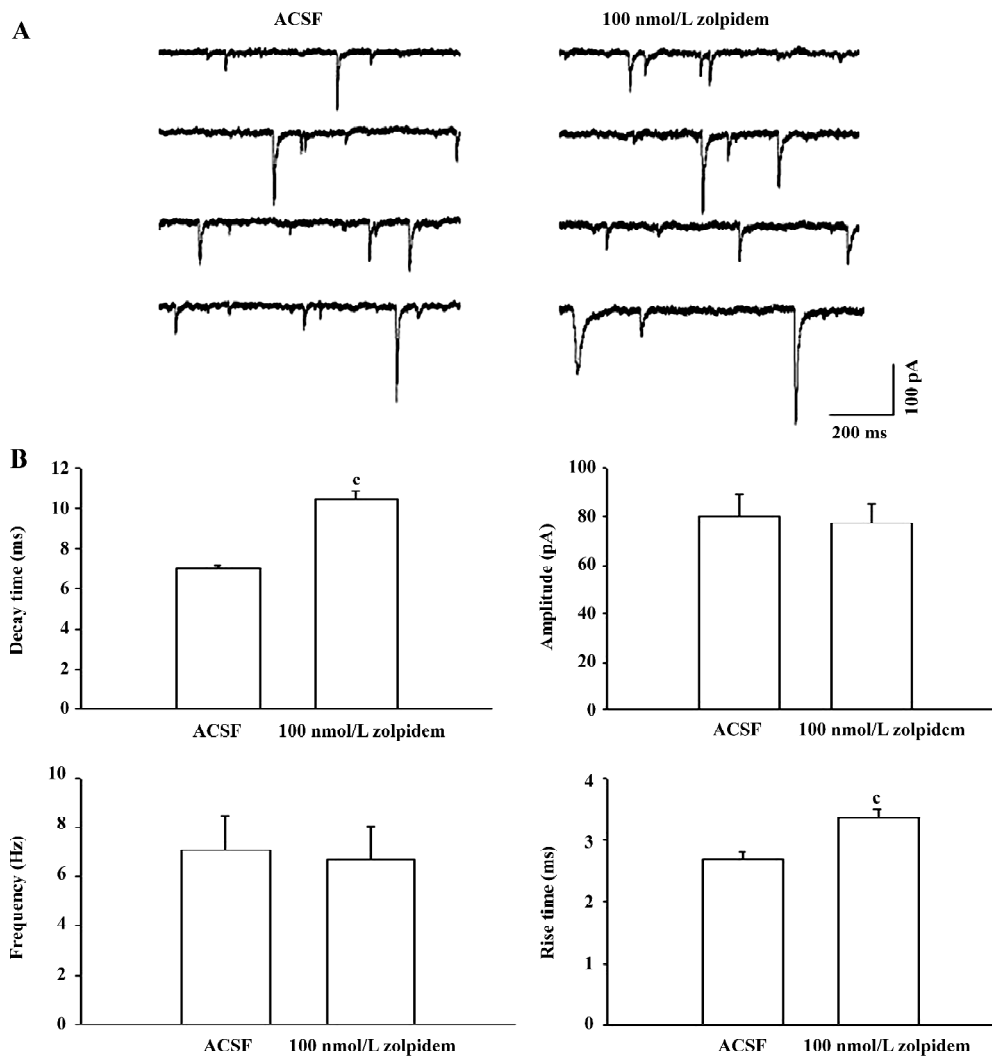 A
ACSF
100 nmol/L zolpidem
100 pA
200 ms
B
Decay time (ms)
12
10
8
6
4
2
0
c
ACSF
100 nmol/L zolpidem
Amplitude (pA)
100
80
60
40
20
0
ACSF
100 nmol/L zolpidem
Frequency (Hz)
10
8
6
4
2
0
ACSF
100 nmol/L zolpidem
Rise time (ms)
4
3
2
1
0
c
ACSF
100 nmol/L zolpidem